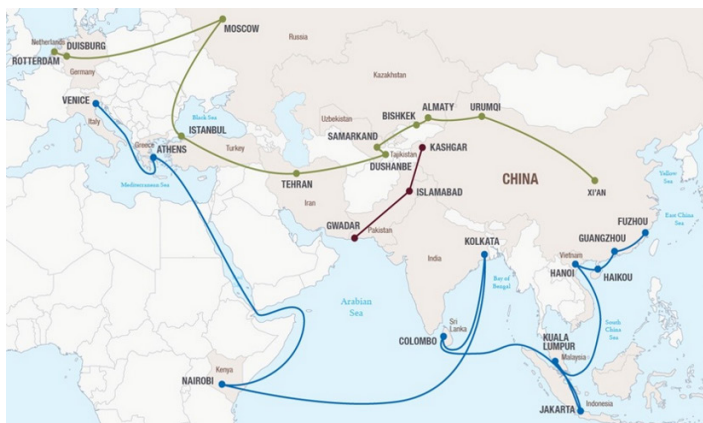 MOSCOW
Netherlands
DUISBURG
ROTTERDAM
Germany
Russia
Kazakhstan
VENICE
Italy
Black Sea
ISTANBUL
Greece
ATHENS
Turkey
Mediterranean Sea
Uzbekistan
BISHKEK
ALMATY
URUMQI
SAMARKAND
Tajikistan
DUSHANBE
KASHGAR
TEHRAN
Iran
ISLAMABAD
CHINA
XI'AN
Yellow
Sea
GWADAR
Pakistan
KOLKATA
India
FUZHOU
East China
Sea
GUANGZHOU
Vietnam
HANOI
HAIKOU
Bay of
Bengal
Arabian
Sea
Sri
Lanka
COLOMBO
South
China
Sea
KUALA
LUMPUR
Malaysia
Kenya
NAIROBI
JAKARTA
Indonesia